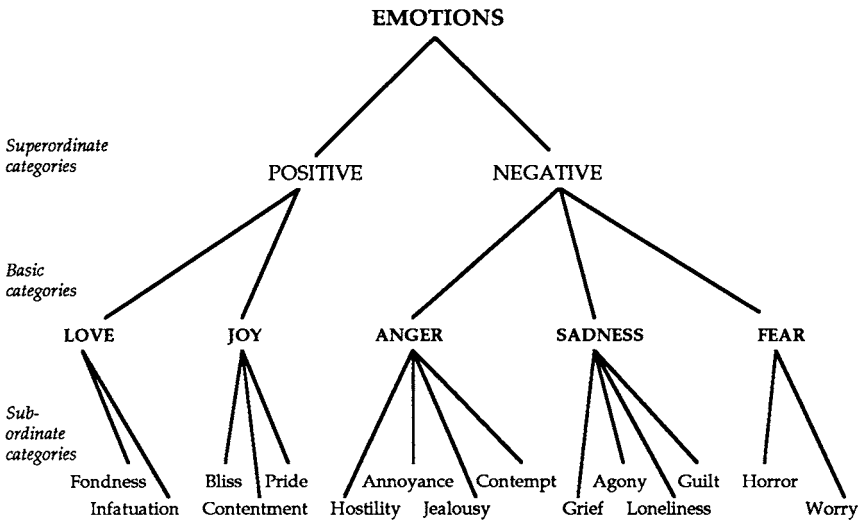 EMOTIONS
Superordinate
categories
POSITIVE NEGATIVE
Basic
categories
LOVE JOY ANGER SADNESS FEAR
Sub-
ordinate
categories
Fondness Bliss Pride Annoyance Contempt Agony Guilt Horror
Infatuation Contentment Hostility Jealousy Grief Loneliness Worry